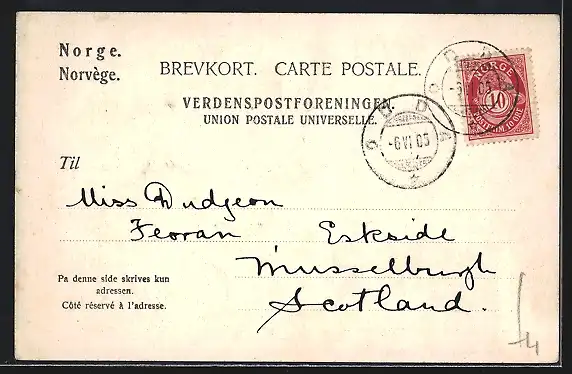 Norge.
Norvège.
BREVKORT. CARTE POSTALE.
VERDENSPOSTFORENINGEN.
UNION POSTALE UNIVERSELLE.
NORGE
10
ODDA
-6 VI 05
Til
Miss Dudgeon
Feoran Eskside
Musselburgh
Scotland.
Pa denne side skrives kun
adressen.
Côté réservé à l'adresse.